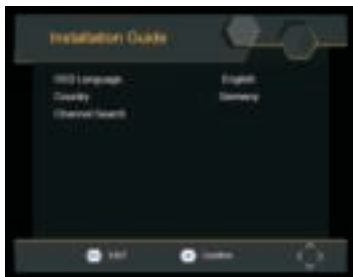 Installation Guide
OSD Language English
Country Germany
Channel Search
Exit Confirm